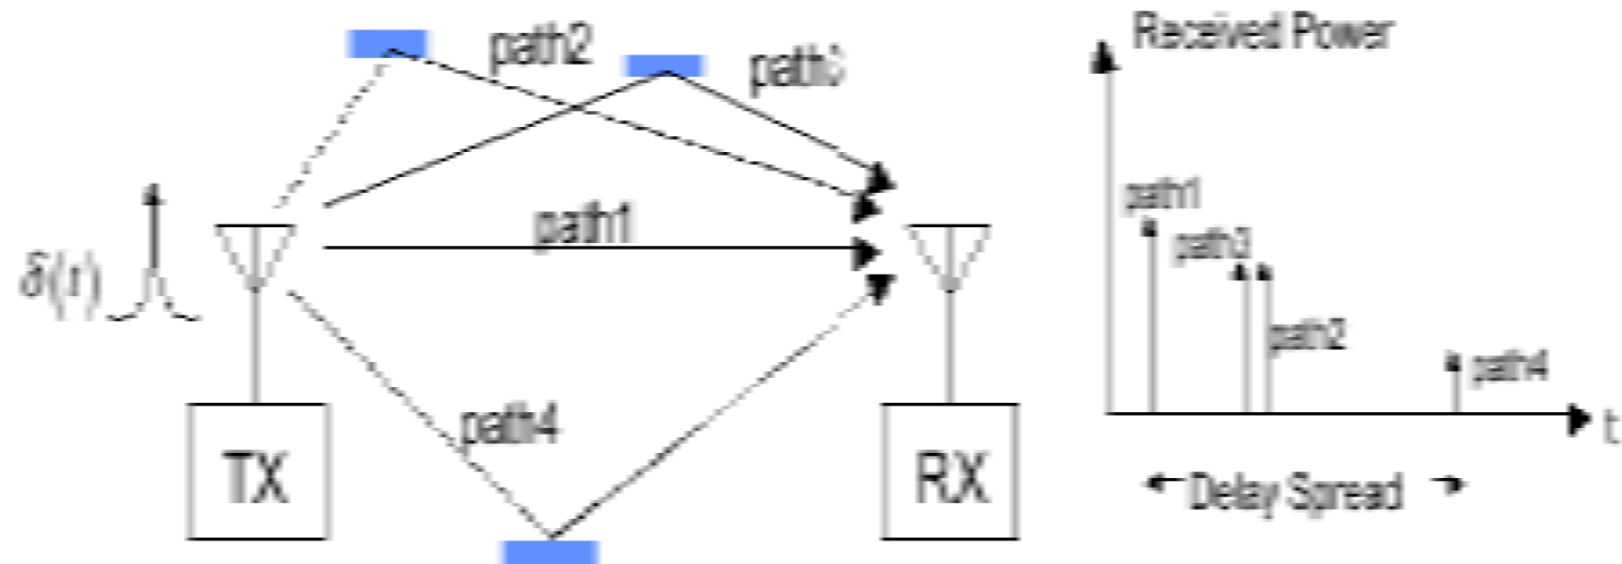 path2
path3
path1
δ(t)
path4
TX
RX
Received Power
path1
path3
path2
path4
t
Delay Spread